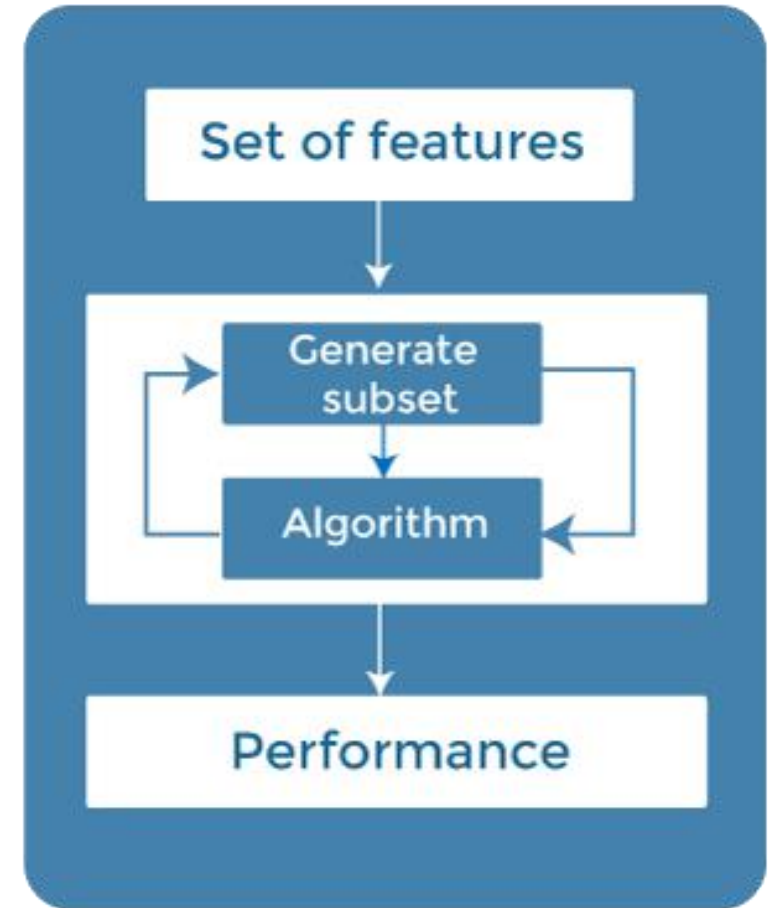 Set of features
Generate
subset
Algorithm
Performance